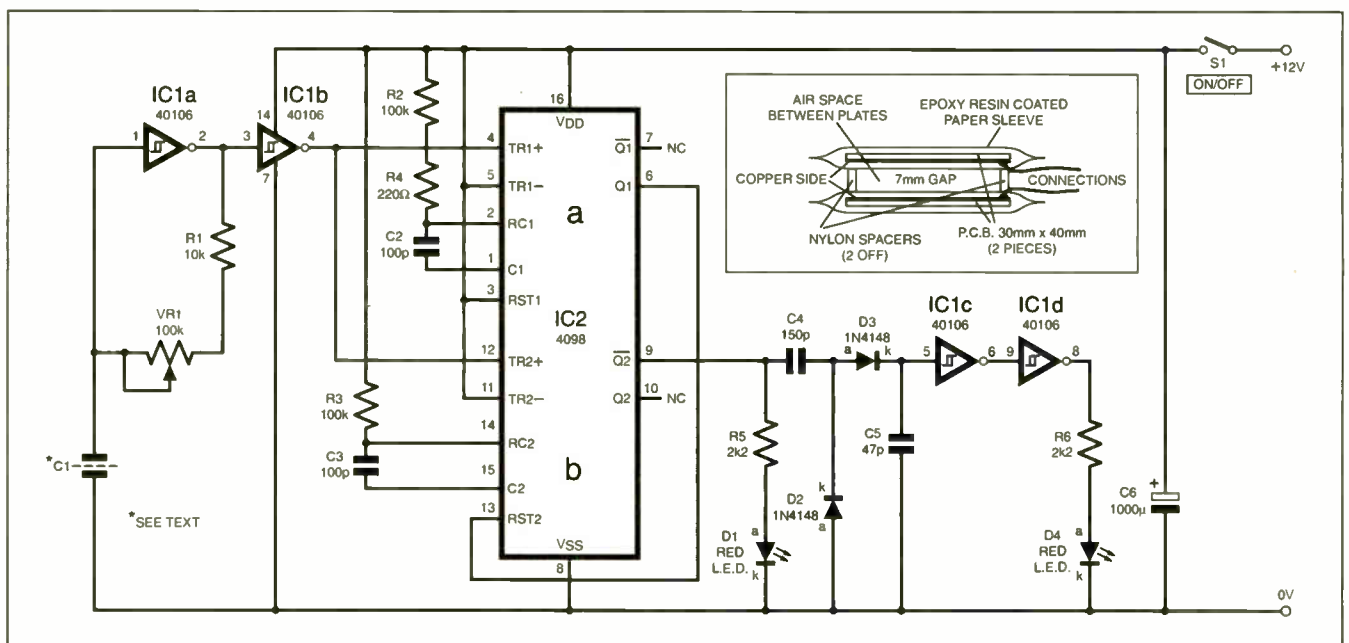 IC1a
40106
1
2
IC1b
40106
14
3
4
7
R1
10k
VR1
100k
*C1
*SEE TEXT
R2
100k
R4
220Ω
C2
100p
R3
100k
C3
100p
16
VDD
4
TR1+
5
TR1−
2
RC1
1
C1
3
RST1
12
TR2+
11
TR2−
14
RC2
15
C2
13
RST2
VSS
8
a
IC2
4098
b
Q1
7
NC
Q1
6
Q2
9
Q2
10
NC
AIR SPACE
BETWEEN PLATES
EPOXY RESIN COATED
PAPER SLEEVE
COPPER SIDE
7mm GAP
CONNECTIONS
NYLON SPACERS
(2 OFF)
P.C.B. 30mm x 40mm
(2 PIECES)
S1
ON/OFF
+12V
C4
150p
D3
1N4148
a
k
IC1c
40106
5
6
IC1d
40106
9
8
R5
2k2
D1
RED
L.E.D.
a
k
k
D2
1N4148
a
C5
47p
R6
2k2
D4
RED
L.E.D.
a
k
+
C6
1000µ
0V